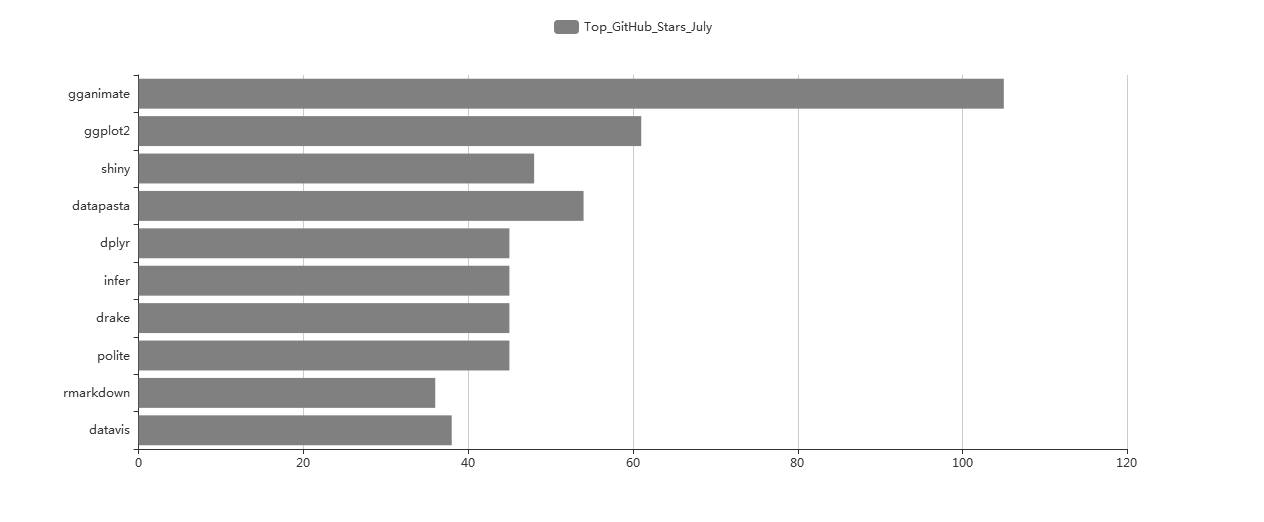 Top_GitHub_Stars_July
gganimate
ggplot2
shiny
datapasta
dplyr
infer
drake
polite
rmarkdown
datavis
0 20 40 60 80 100 120